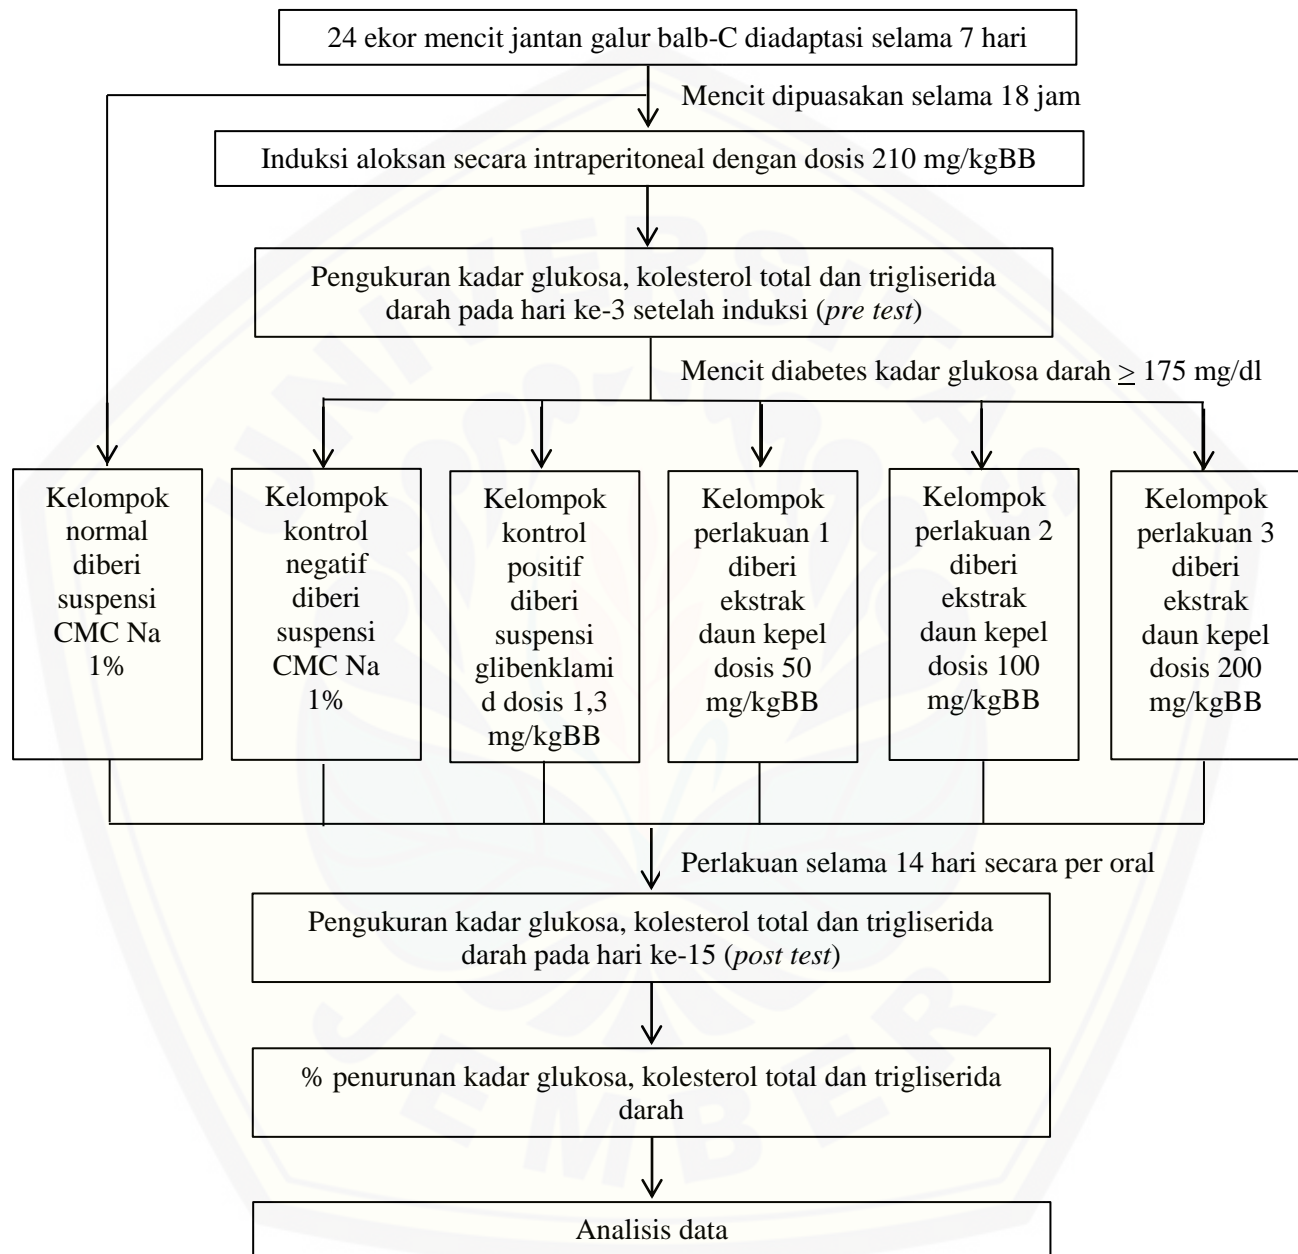 24 ekor mencit jantan galur balb-C diadaptasi selama 7 hari
Mencit dipuasakan selama 18 jam
Induksi aloksan secara intraperitoneal dengan dosis 210 mg/kgBB
Pengukuran kadar glukosa, kolesterol total dan trigliserida
darah pada hari ke-3 setelah induksi (pre test)
Mencit diabetes kadar glukosa darah ≥ 175 mg/dl
Kelompok
normal
diberi
suspensi
CMC Na
1%
Kelompok
kontrol
negatif
diberi
suspensi
CMC Na
1%
Kelompok
kontrol
positif
diberi
suspensi
glibenklami
d dosis 1,3
mg/kgBB
Kelompok
perlakuan 1
diberi
ekstrak
daun kepel
dosis 50
mg/kgBB
Kelompok
perlakuan 2
diberi
ekstrak
daun kepel
dosis 100
mg/kgBB
Kelompok
perlakuan 3
diberi
ekstrak
daun kepel
dosis 200
mg/kgBB
Perlakuan selama 14 hari secara per oral
Pengukuran kadar glukosa, kolesterol total dan trigliserida
darah pada hari ke-15 (post test)
% penurunan kadar glukosa, kolesterol total dan trigliserida
darah
Analisis data
UNIVERSITAS
JEMBER